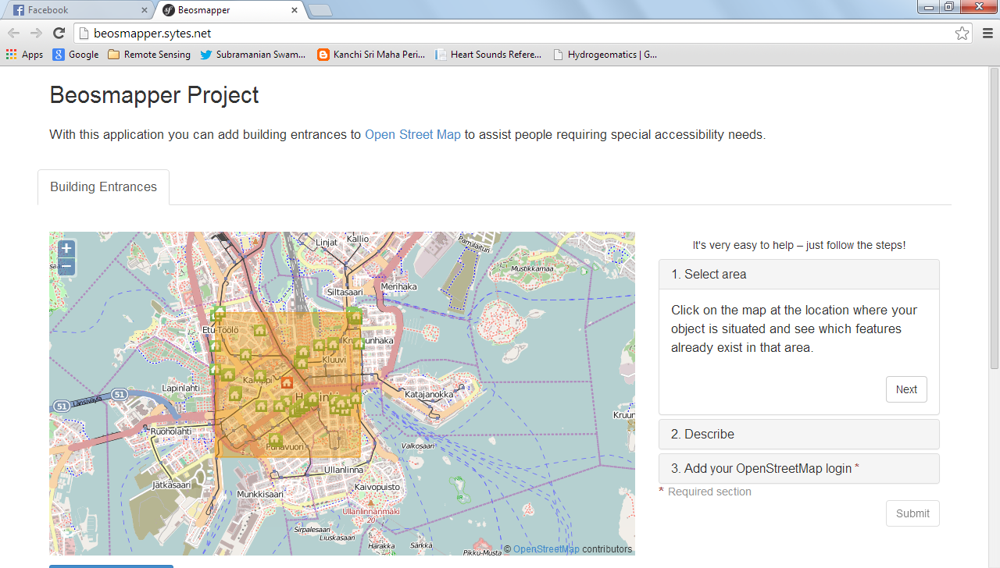 Facebook
Beosmapper
beosmapper.sytes.net
Apps Google Remote Sensing Subramanian Swam... Kanchi Sri Maha Peri... Heart Sounds Refere... Hydrogeomatics | G...
Beosmapper Project
With this application you can add building entrances to Open Street Map to assist people requiring special accessibility needs.
Building Entrances
+
−
Linjat
Kallio
Parrulaituri
Mustikkamaa
Siltasaari
Merihaka
Etu-Töölö
Kluuvi
Lapinlahti
Kamppi
Katajanokka
51
51
Länsiväylä
Ruoholahti
Punavuori
Valkosaari
Ullanlinna
Jätkäsaari
Munkkisaari
Kaivopuisto
Ullanlinnanmäki
20
Sirpalesaari
Liuskasaari
Harakka
Särkkä
Pikku-Musta
© OpenStreetMap contributors
It's very easy to help – just follow the steps!
1. Select area
Click on the map at the location where your
object is situated and see which features
already exist in that area.
Next
2. Describe
3. Add your OpenStreetMap login *
* Required section
Submit